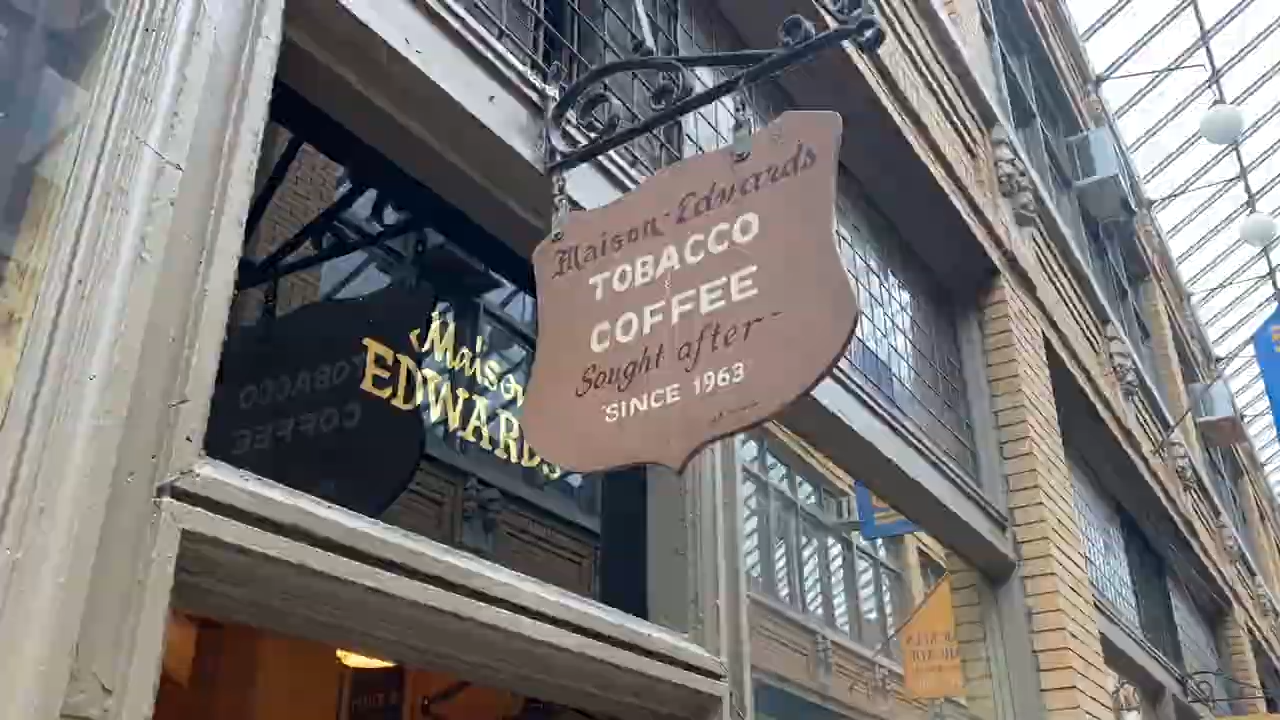 Maison Edwards
TOBACCO
COFFEE
Sought after
SINCE 1963
Maison
EDWARDS
TOBACCO
COFFEE